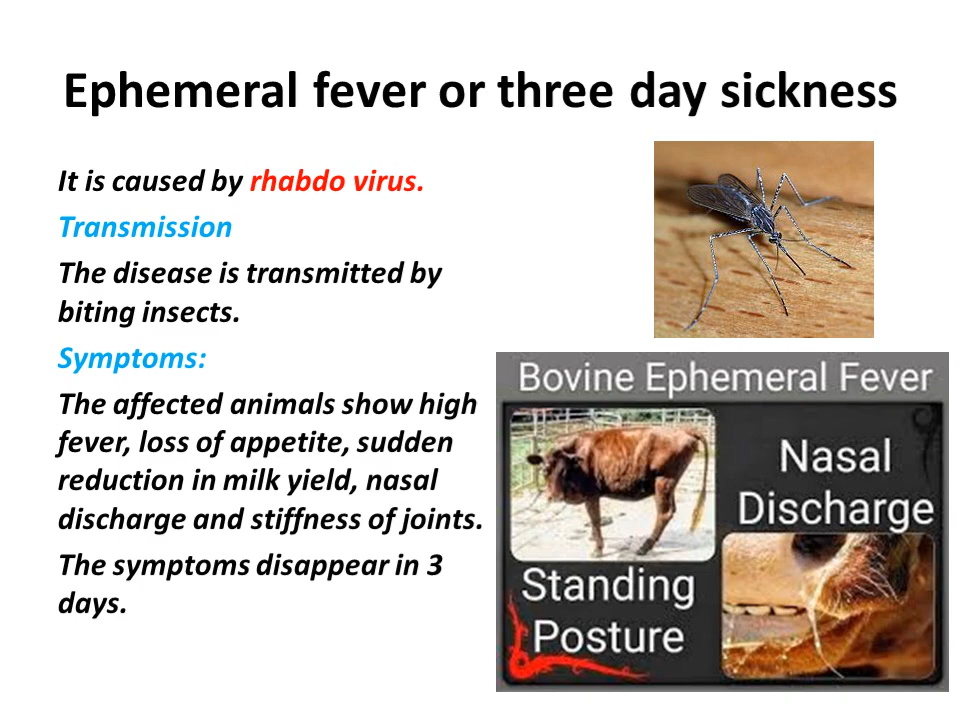 Ephemeral fever or three day sickness
It is caused by rhabdo virus.
Transmission
The disease is transmitted by
biting insects.
Symptoms:
The affected animals show high
fever, loss of appetite, sudden
reduction in milk yield, nasal
discharge and stiffness of joints.
The symptoms disappear in 3
days.
Bovine Ephemeral Fever
Nasal
Discharge
Standing
Posture